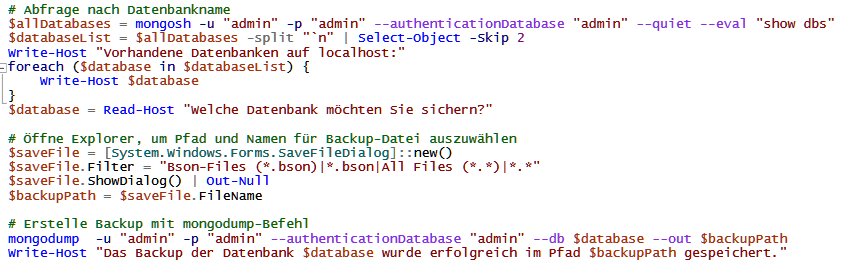 # Abfrage nach Datenbankname
$allDatabases = mongosh -u "admin" -p "admin" --authenticationDatabase "admin" --quiet --eval "show dbs"
$databaseList = $allDatabases -split "`n" | Select-Object -Skip 2
Write-Host "Vorhandene Datenbanken auf localhost:"
foreach ($database in $databaseList) {
    Write-Host $database
}
$database = Read-Host "Welche Datenbank möchten Sie sichern?"

# Öffne Explorer, um Pfad und Namen für Backup-Datei auszuwählen
$saveFile = [System.Windows.Forms.SaveFileDialog]::new()
$saveFile.Filter = "Bson-Files (*.bson)|*.bson|All Files (*.*)|*.*"
$saveFile.ShowDialog() | Out-Null
$backupPath = $saveFile.FileName

# Erstelle Backup mit mongodump-Befehl
mongodump  -u "admin" -p "admin" --authenticationDatabase "admin" --db $database --out $backupPath
Write-Host "Das Backup der Datenbank $database wurde erfolgreich im Pfad $backupPath gespeichert."